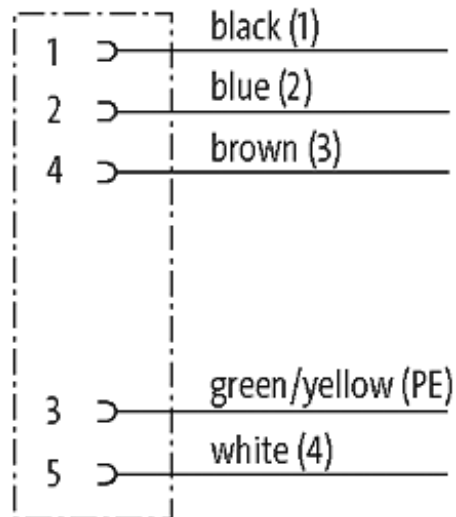 1 black (1)
2 blue (2)
4 brown (3)
3 green/yellow (PE)
5 white (4)